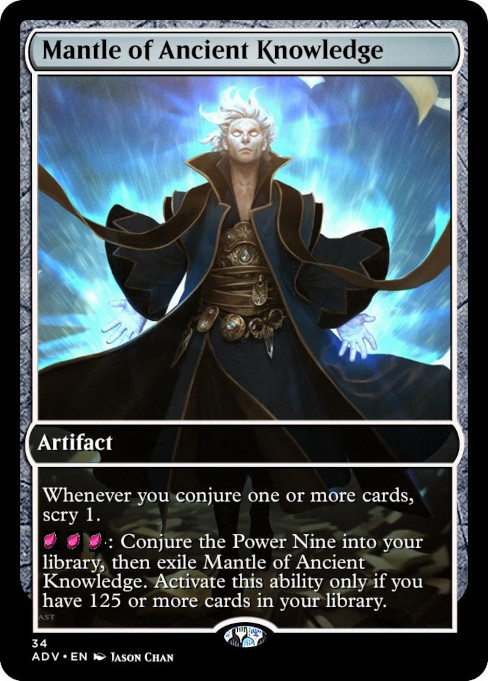 Mantle of Ancient Knowledge
Artifact
Whenever you conjure one or more cards,
scry 1.
: Conjure the Power Nine into your
library, then exile Mantle of Ancient
Knowledge. Activate this ability only if you
have 125 or more cards in your library.
AST
34
ADV • EN Jason Chan